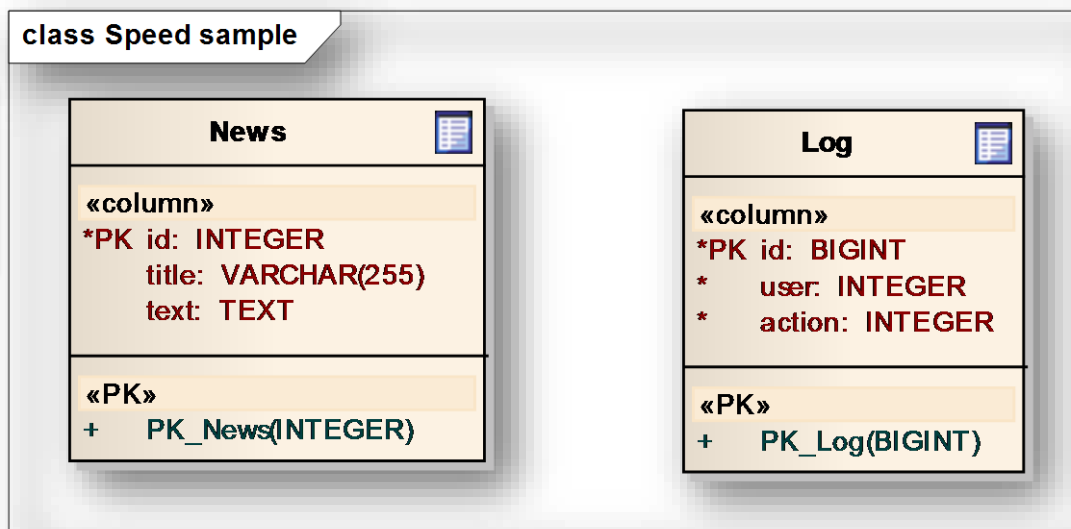 class Speed sample
News
«column»
*PK id: INTEGER
title: VARCHAR(255)
text: TEXT
«PK»
+ PK_News(INTEGER)
Log
«column»
*PK id: BIGINT
* user: INTEGER
* action: INTEGER
«PK»
+ PK_Log(BIGINT)